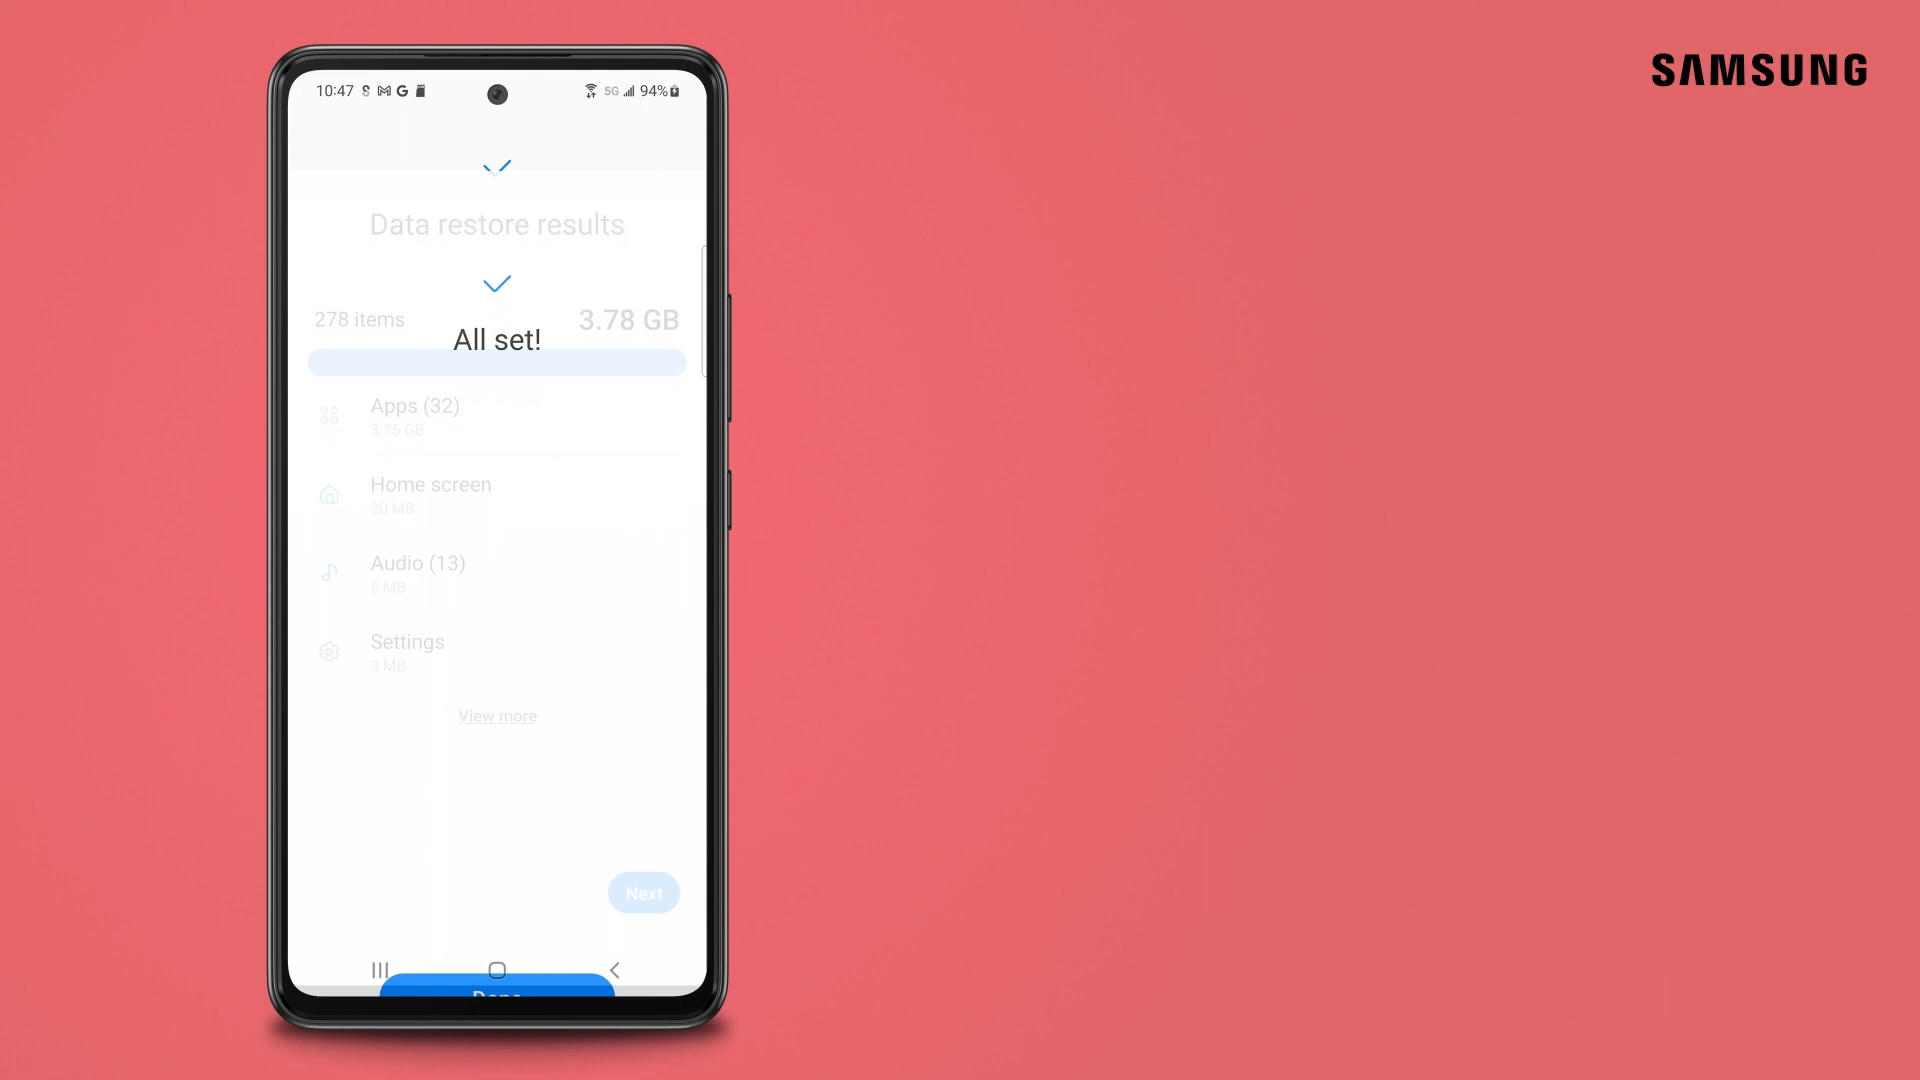 SAMSUNG
10:47
5G
94%
Data restore results
278 items
3.78 GB
All set!
Apps (32)
3.75 GB
Home screen
20 MB
Audio (13)
5 MB
Settings
3 MB
View more
Next
Done